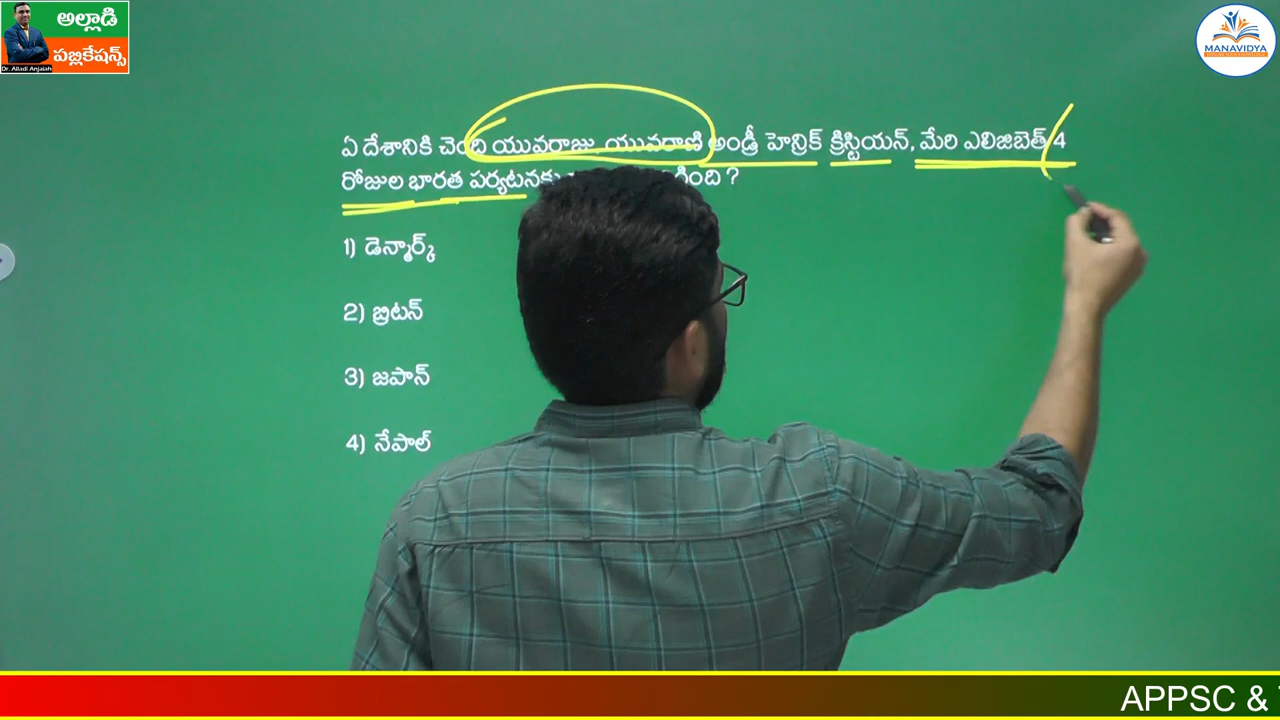 అల్లాడి
పబ్లికేషన్స్
Dr. Alladi Anjaiah
MANAVIDYA
ఏ దేశానికి చెంది యువరాజు, యువరాణి అండ్రీ హెన్రిక్ క్రిస్టియన్, మేరి ఎలిజిబెత్ 4
రోజుల భారత పర్యటనకు ?
1) డెన్మార్క్
2) బ్రిటన్
3) జపాన్
4) నేపాల్
APPSC &